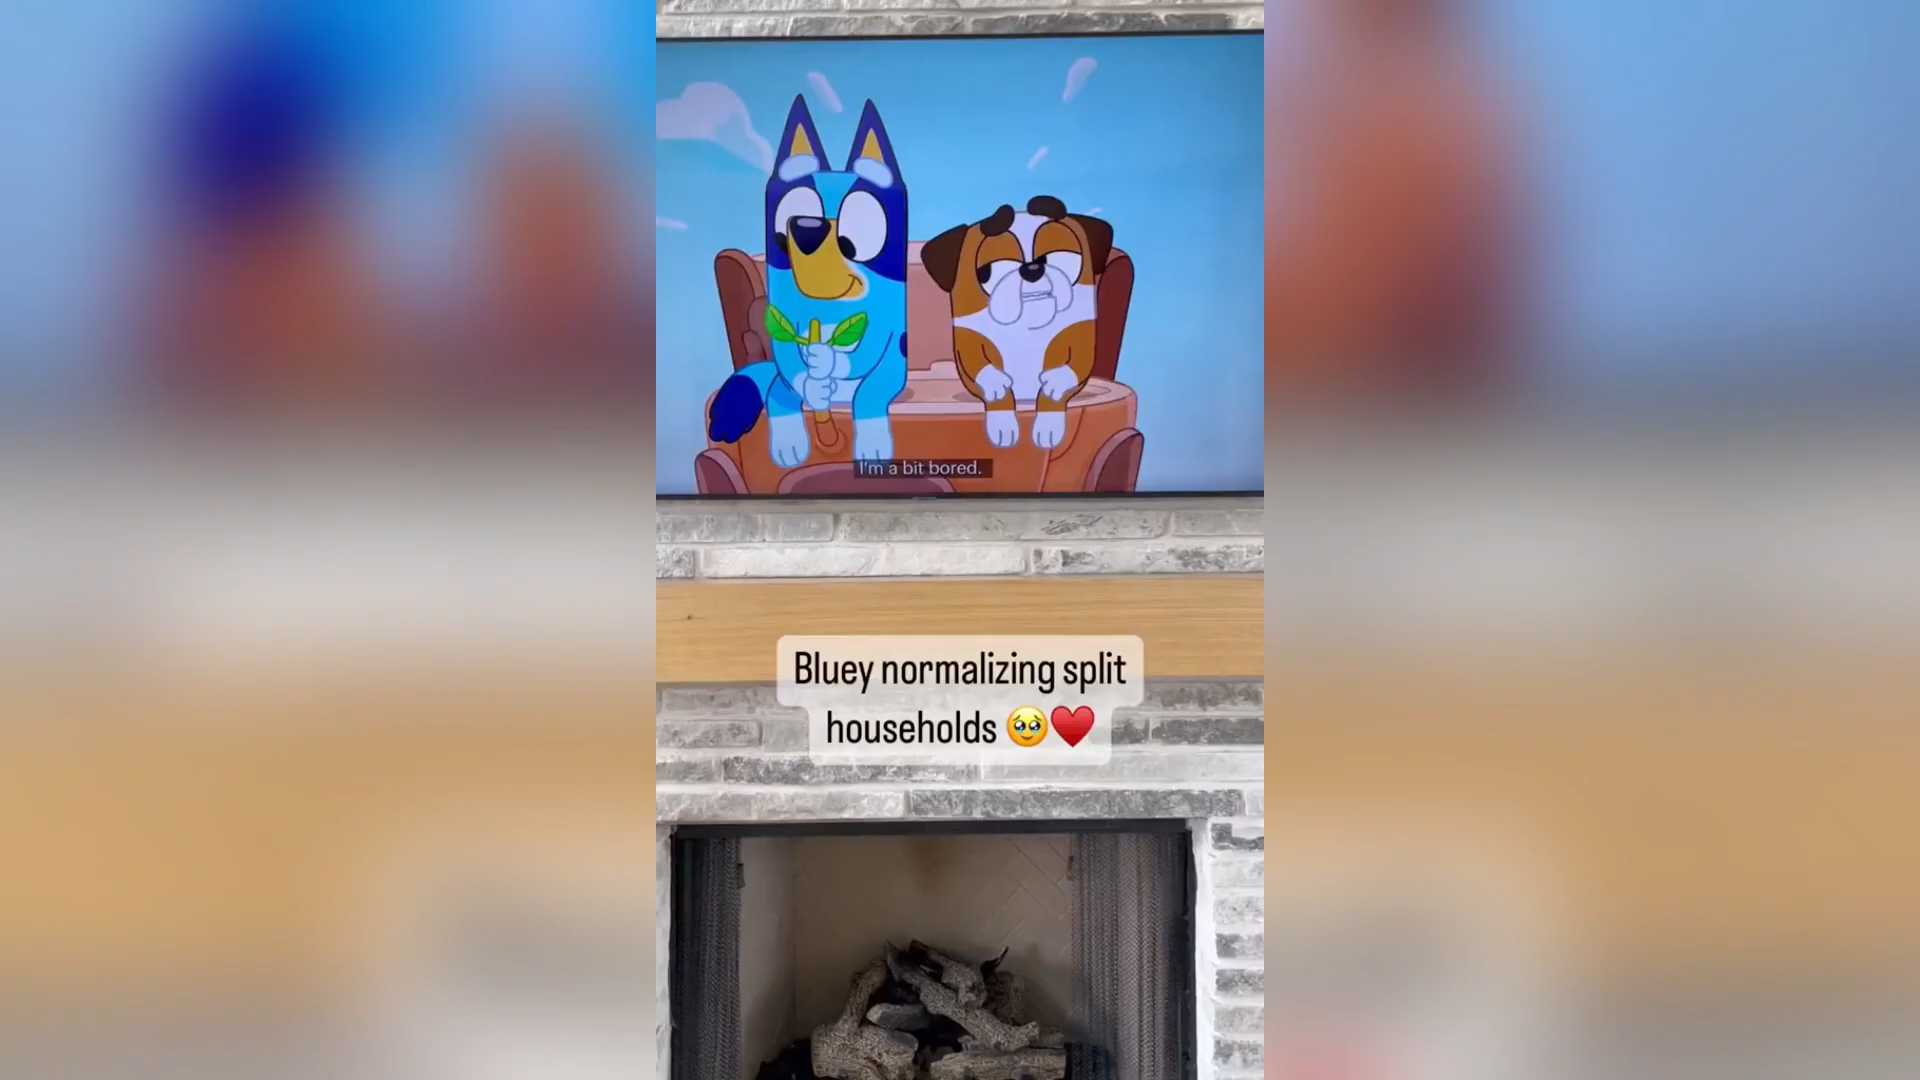 I'm a bit bored.
Bluey normalizing split
households 🥹♥️